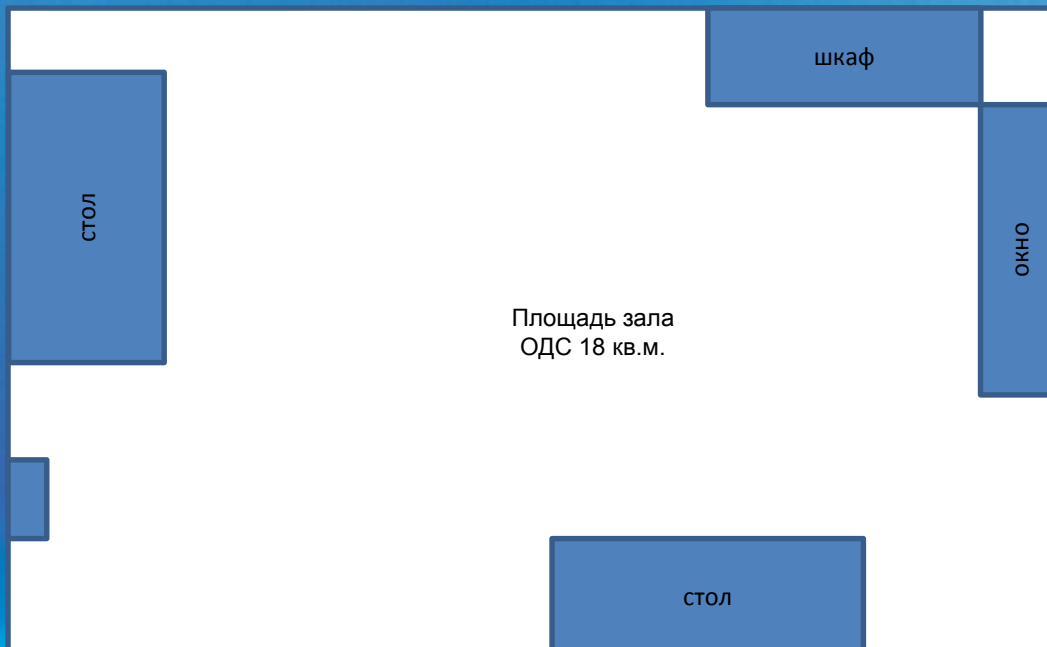 шкаф
стол
окно
Площадь зала
ОДС 18 кв.м.
стол